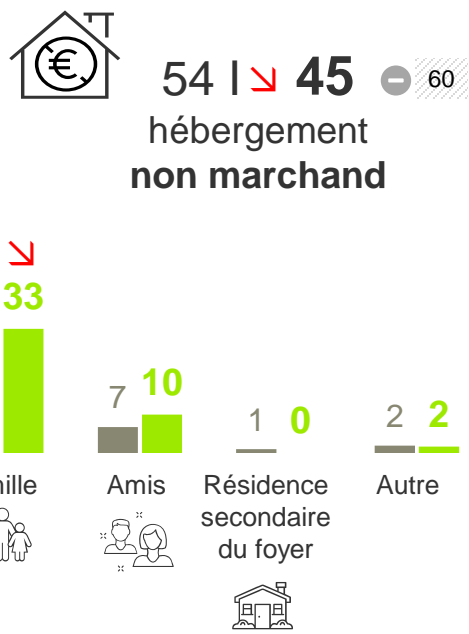 54 I ↘ 45 - 60
hébergement
non marchand
33
7 10
1 0
2 2
Amis
Résidence
secondaire
du foyer
Autre